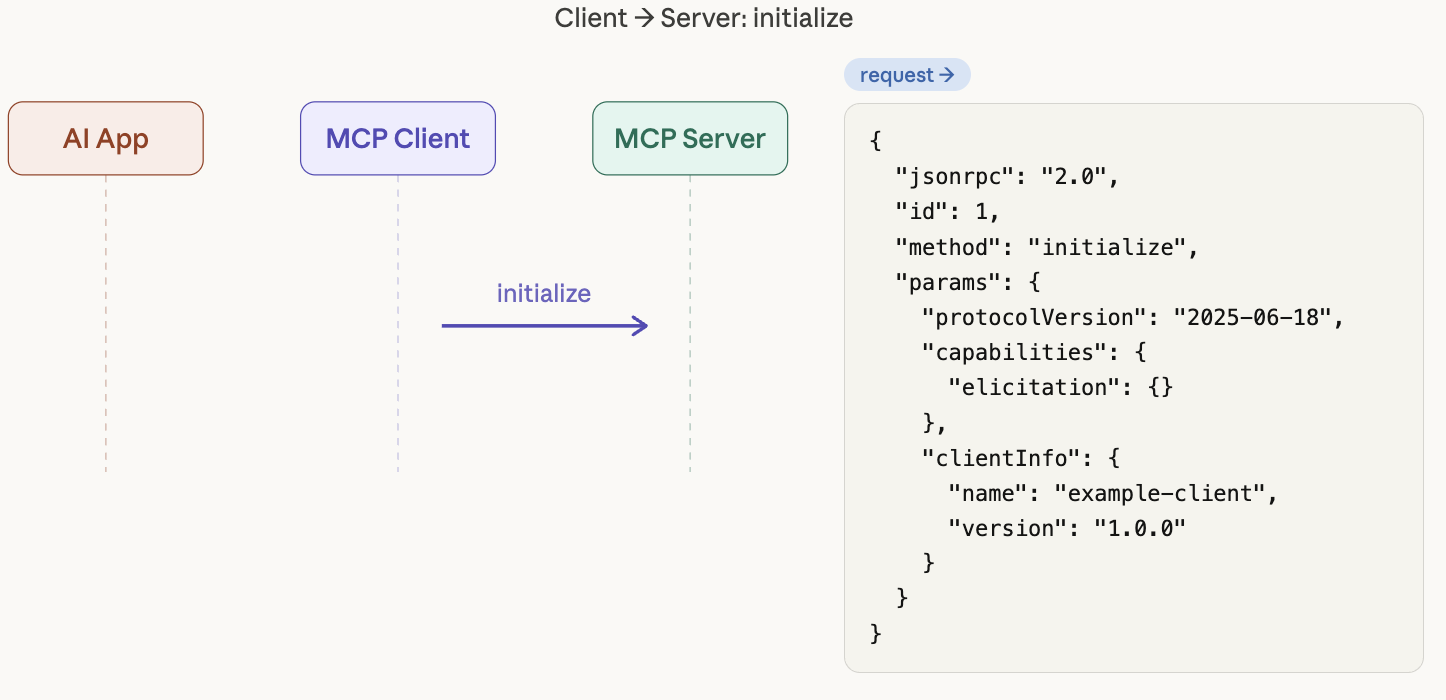 Client → Server: initialize
request →
AI App
MCP Client
MCP Server
initialize
{
  "jsonrpc": "2.0",
  "id": 1,
  "method": "initialize",
  "params": {
    "protocolVersion": "2025-06-18",
    "capabilities": {
      "elicitation": {}
    },
    "clientInfo": {
      "name": "example-client",
      "version": "1.0.0"
    }
  }
}